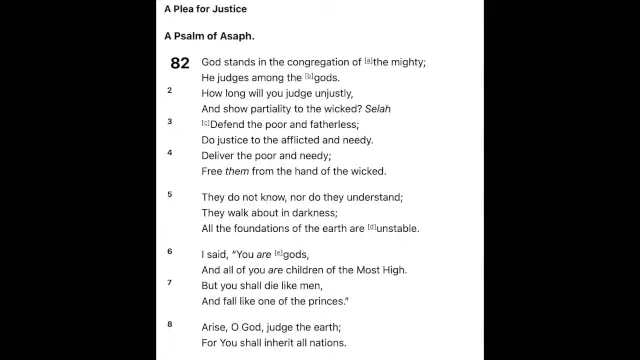 A Plea for Justice
A Psalm of Asaph.
82 God stands in the congregation of [a]the mighty;
He judges among the [b]gods.
2 How long will you judge unjustly,
And show partiality to the wicked? Selah
3 [c]Defend the poor and fatherless;
Do justice to the afflicted and needy.
4 Deliver the poor and needy;
Free them from the hand of the wicked.
5 They do not know, nor do they understand;
They walk about in darkness;
All the foundations of the earth are [d]unstable.
6 I said, “You are [e]gods,
And all of you are children of the Most High.
7 But you shall die like men,
And fall like one of the princes.”
8 Arise, O God, judge the earth;
For You shall inherit all nations.